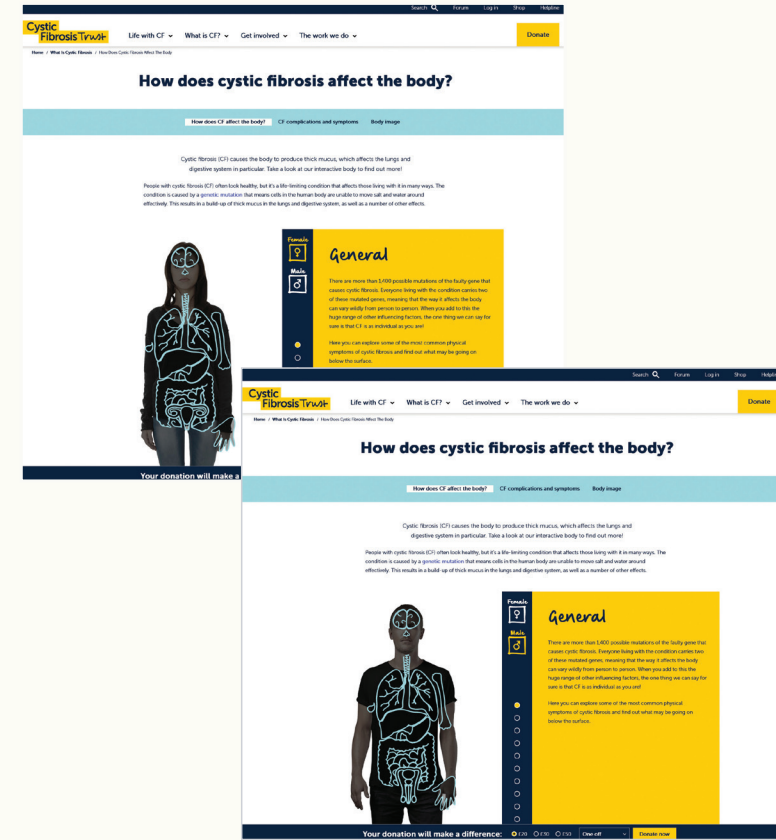 Search Forum Log in Shop Helpline
Cystic
Fibrosis Trust
Life with CF What is CF? Get involved The work we do
Donate
Home / What is Cystic Fibrosis / How Does Cystic Fibrosis Affect The Body
How does cystic fibrosis affect the body?
How does CF affect the body? CF complications and symptoms Body image
Cystic fibrosis (CF) causes the body to produce thick mucus, which affects the lungs and
digestive system in particular. Take a look at our interactive body to find out more!
People with cystic fibrosis (CF) often look healthy, but it's a life-limiting condition that affects those living with it in many ways. The
condition is caused by a genetic mutation that means cells in the human body are unable to move salt and water around
effectively. This results in a build-up of thick mucus in the lungs and digestive system, as well as a number of other effects.
Female
Male
General
There are more than 1,400 possible mutations of the faulty gene that
causes cystic fibrosis. Everyone living with the condition carries two
of these mutated genes, meaning that the way it affects the body
can vary wildly from person to person. When you add to this the
huge range of other influencing factors, the one thing we can say for
sure is that CF is as individual as you are!
Here you can explore some of the most common physical
symptoms of cystic fibrosis and find out what may be going on
below the surface.
Your donation will make a
Search Forum Log in Shop Helpline
Cystic
Fibrosis Trust
Life with CF What is CF? Get involved The work we do
Donate
Home / What is Cystic Fibrosis / How Does Cystic Fibrosis Affect The Body
How does cystic fibrosis affect the body?
How does CF affect the body? CF complications and symptoms Body image
Cystic fibrosis (CF) causes the body to produce thick mucus, which affects the lungs and
digestive system in particular. Take a look at our interactive body to find out more!
People with cystic fibrosis (CF) often look healthy, but it's a life-limiting condition that affects those living with it in many ways. The
condition is caused by a genetic mutation that means cells in the human body are unable to move salt and water around
effectively. This results in a build-up of thick mucus in the lungs and digestive system, as well as a number of other effects.
Female
Male
General
There are more than 1,400 possible mutations of the faulty gene that
causes cystic fibrosis. Everyone living with the condition carries two
of these mutated genes, meaning that the way it affects the body
can vary wildly from person to person. When you add to this the
huge range of other influencing factors, the one thing we can say for
sure is that CF is as individual as you are!
Here you can explore some of the most common physical
symptoms of cystic fibrosis and find out what may be going on
below the surface.
Your donation will make a difference: £20 £30 £50 One off Donate now